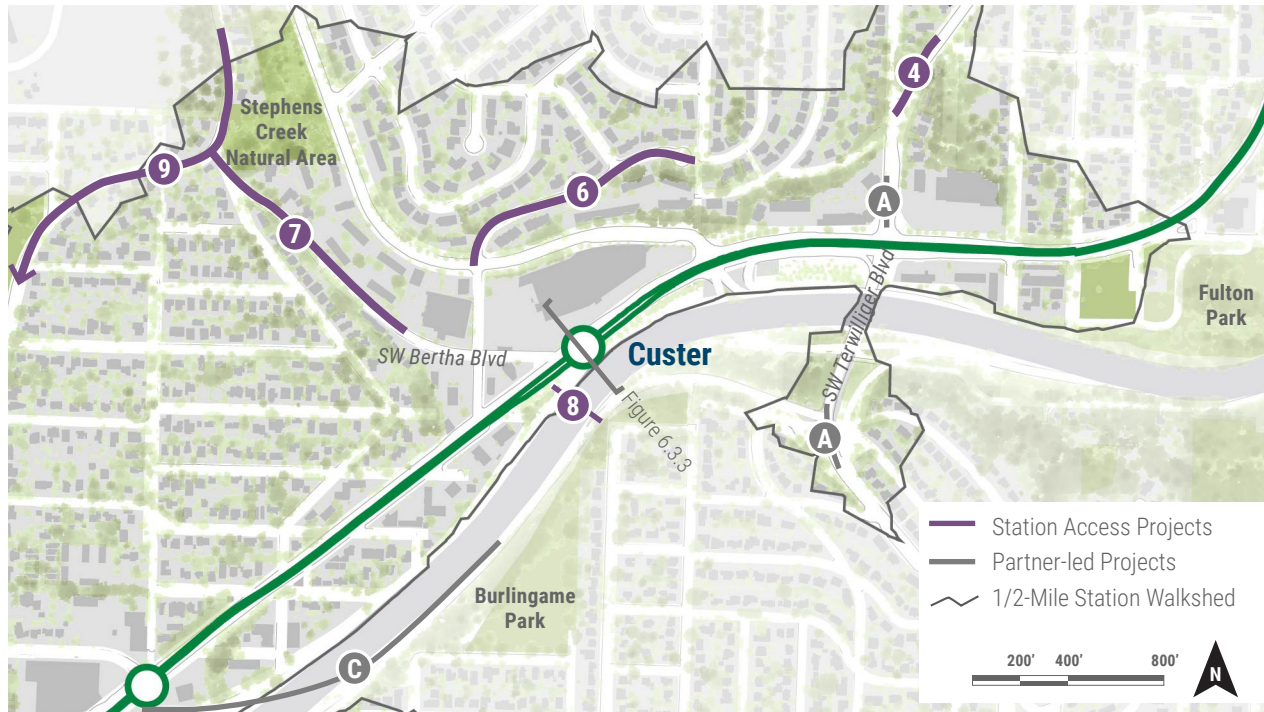 4
Stephens
Creek
Natural Area
9
6
A
7
SW Terwilliger Blvd
Fulton
Park
SW Bertha Blvd
Custer
8
Figure 6.3.3
A
Burlingame
Park
C
Station Access Projects
Partner-led Projects
1/2-Mile Station Walkshed
200’ 400’ 800’
N